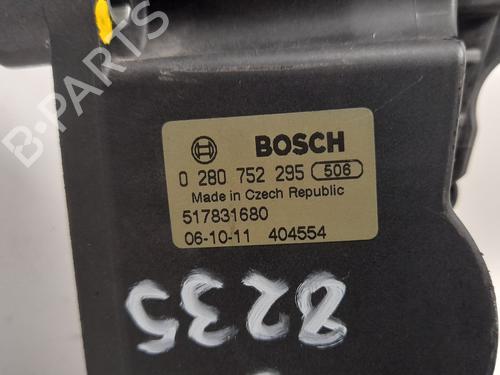 B-PARTS
BOSCH
0 280 752 295 506
Made in Czech Republic
517831680
06-10-11 404554
8235